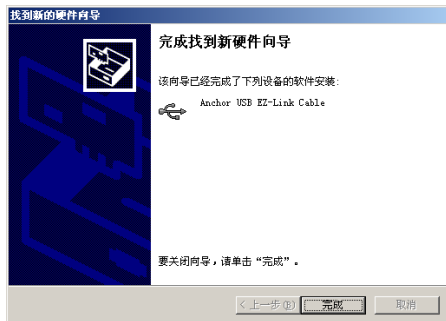 找到新的硬件向导
完成找到新硬件向导
该向导已经完成了下列设备的软件安装:
Anchor USB EZ-Link Cable
要关闭向导，请单击“完成”。
< 上一步(B)
完成
取消